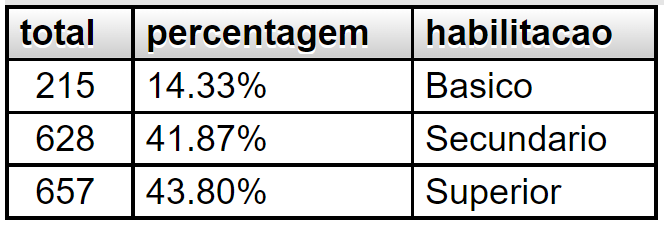 total percentagem habilitacao
215 14.33% Basico
628 41.87% Secundario
657 43.80% Superior